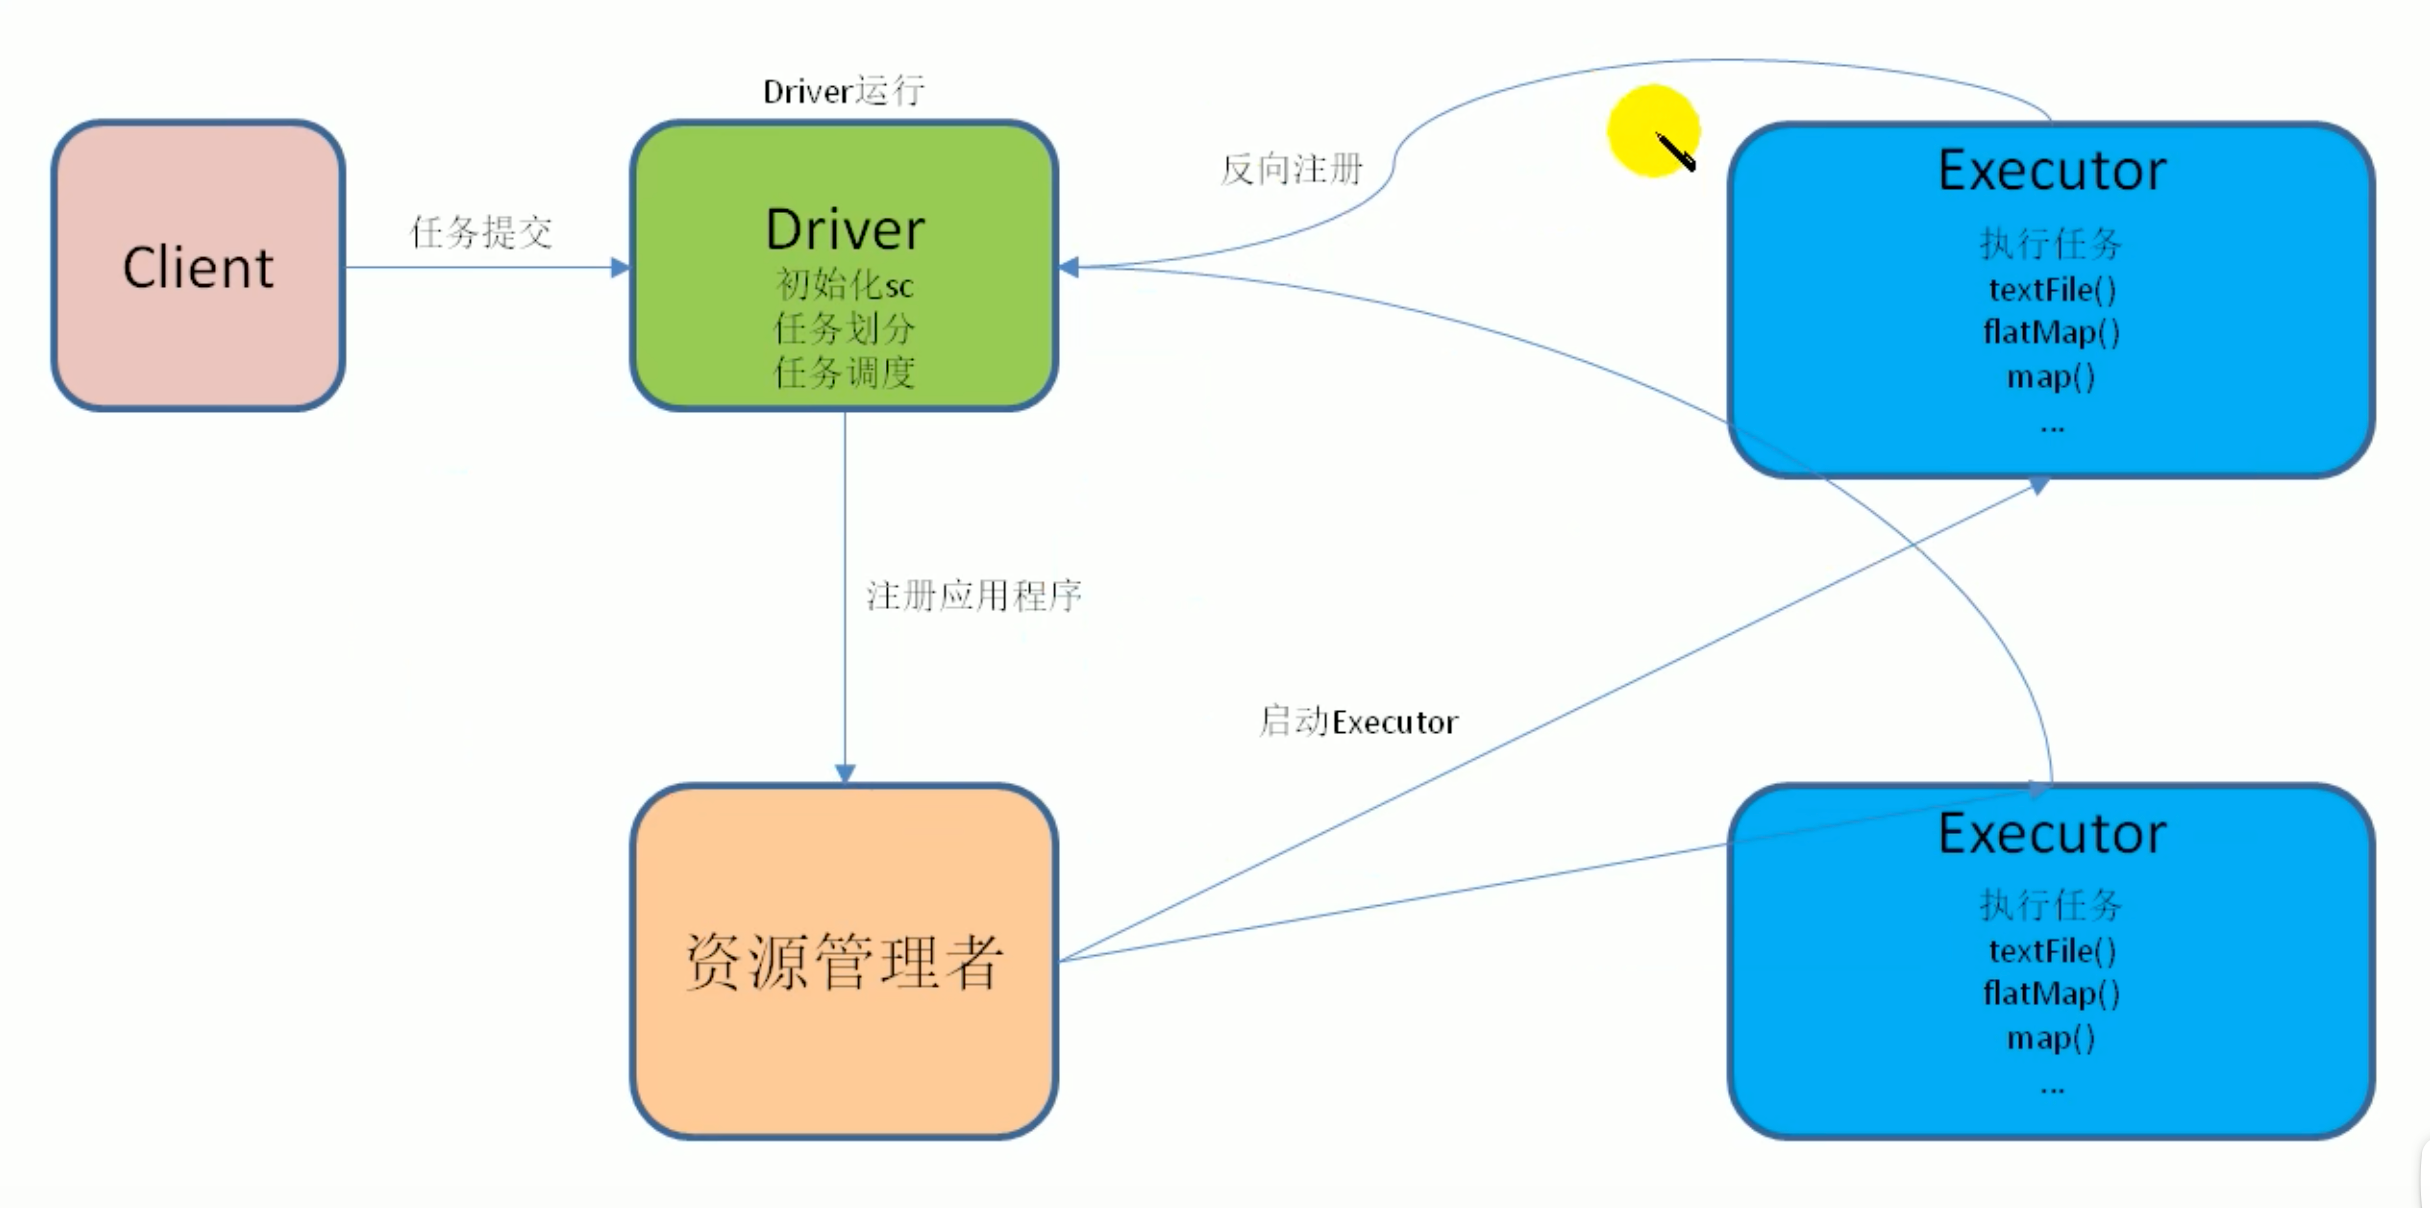 Driver运行
Client
任务提交
Driver
初始化sc
任务划分
任务调度
反向注册
Executor
执行任务
textFile()
flatMap()
map()
...
注册应用程序
启动Executor
资源管理者
Executor
执行任务
textFile()
flatMap()
map()
...